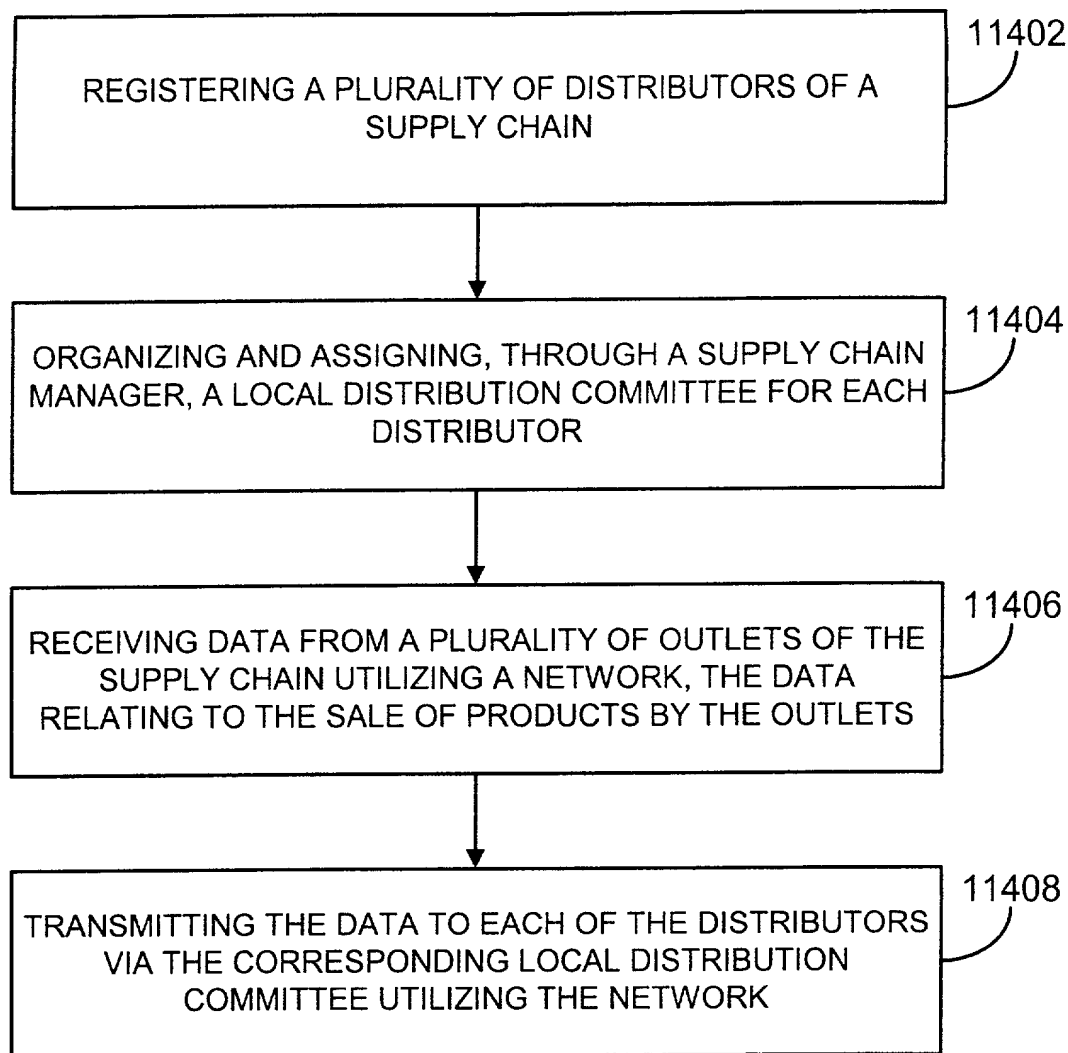 11402
REGISTERING A PLURALITY OF DISTRIBUTORS OF A
SUPPLY CHAIN
11404
ORGANIZING AND ASSIGNING, THROUGH A SUPPLY CHAIN
MANAGER, A LOCAL DISTRIBUTION COMMITTEE FOR EACH
DISTRIBUTOR
11406
RECEIVING DATA FROM A PLURALITY OF OUTLETS OF THE
SUPPLY CHAIN UTILIZING A NETWORK, THE DATA
RELATING TO THE SALE OF PRODUCTS BY THE OUTLETS
11408
TRANSMITTING THE DATA TO EACH OF THE DISTRIBUTORS
VIA THE CORRESPONDING LOCAL DISTRIBUTION
COMMITTEE UTILIZING THE NETWORK